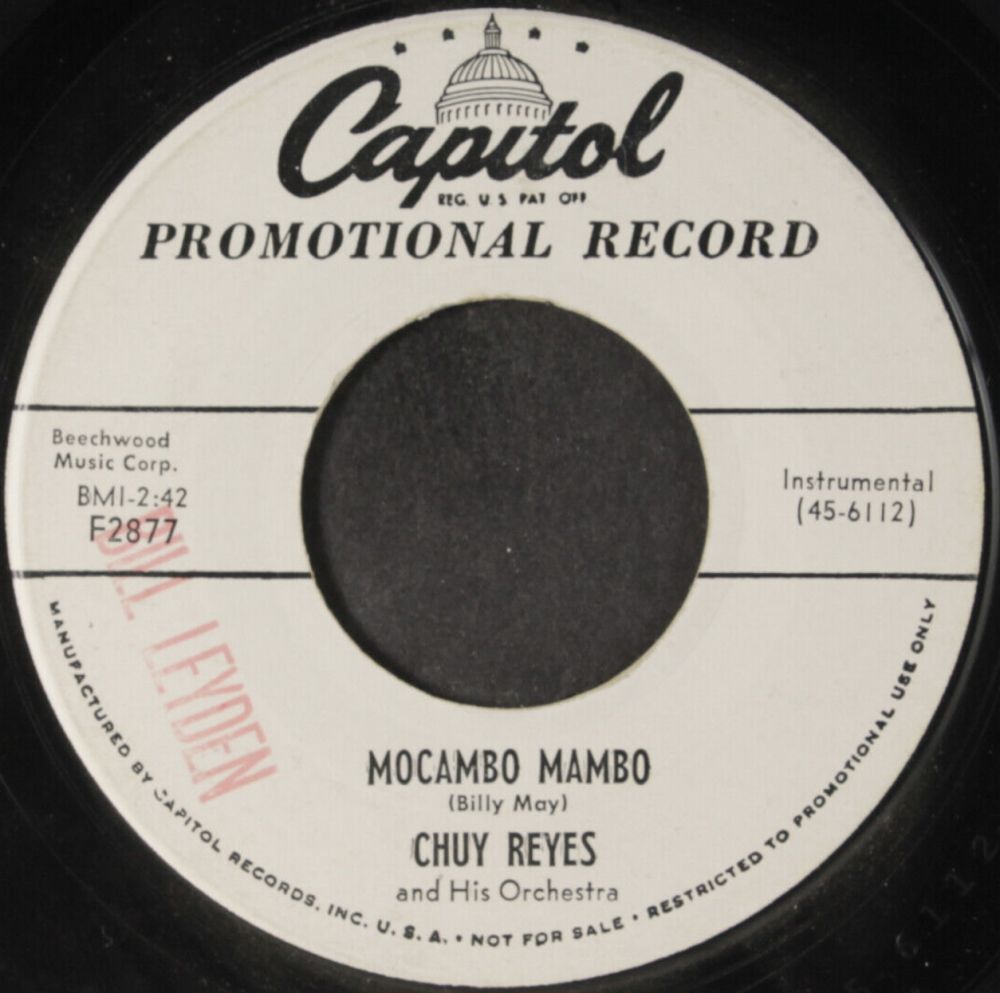 Capitol
REG. U.S. PAT. OFF.
PROMOTIONAL RECORD
Beechwood
Music Corp.
BMI-2:42
F2877
Instrumental
(45-6112)
BILL LEYDEN
MOCAMBO MAMBO
(Billy May)
CHUY REYES
and His Orchestra
MANUFACTURED BY CAPITOL RECORDS, INC. U. S. A. • NOT FOR SALE • RESTRICTED TO PROMOTIONAL USE ONLY